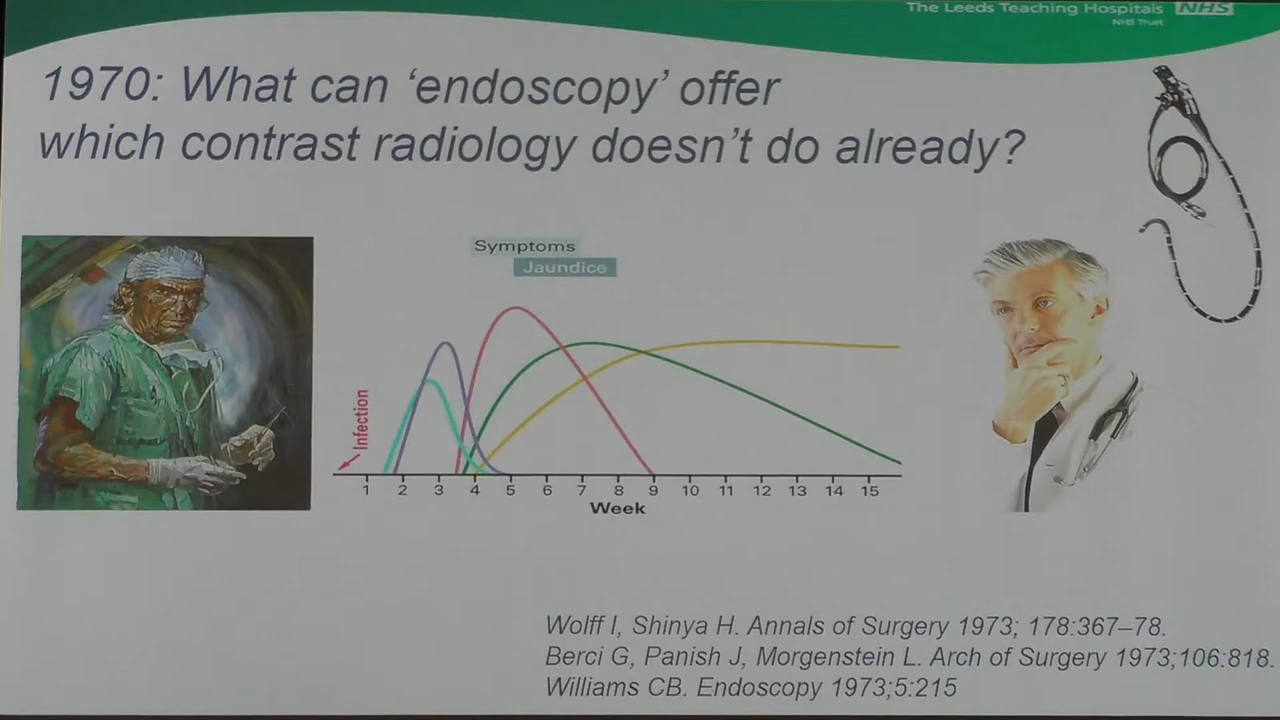 The Leeds Teaching Hospitals NHS
NHS Trust
1970: What can ‘endoscopy’ offer
which contrast radiology doesn’t do already?
Symptoms
Jaundice
Infection
1 2 3 4 5 6 7 8 9 10 11 12 13 14 15
Week
Wolff I, Shinya H. Annals of Surgery 1973; 178:367–78.
Berci G, Panish J, Morgenstein L. Arch of Surgery 1973;106:818.
Williams CB. Endoscopy 1973;5:215